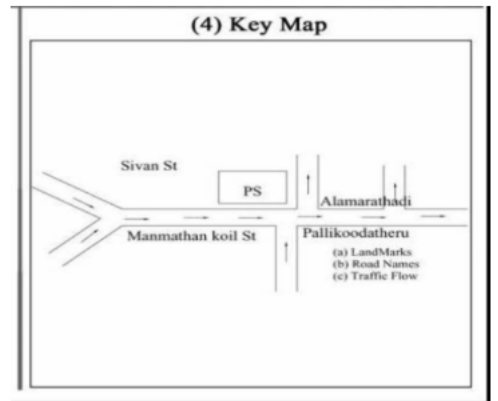 (4) Key Map
Sivan St
PS
Alamarathadi
Manmathan koil St
Pallikoodatheru
(a) LandMarks
(b) Road Names
(c) Traffic Flow